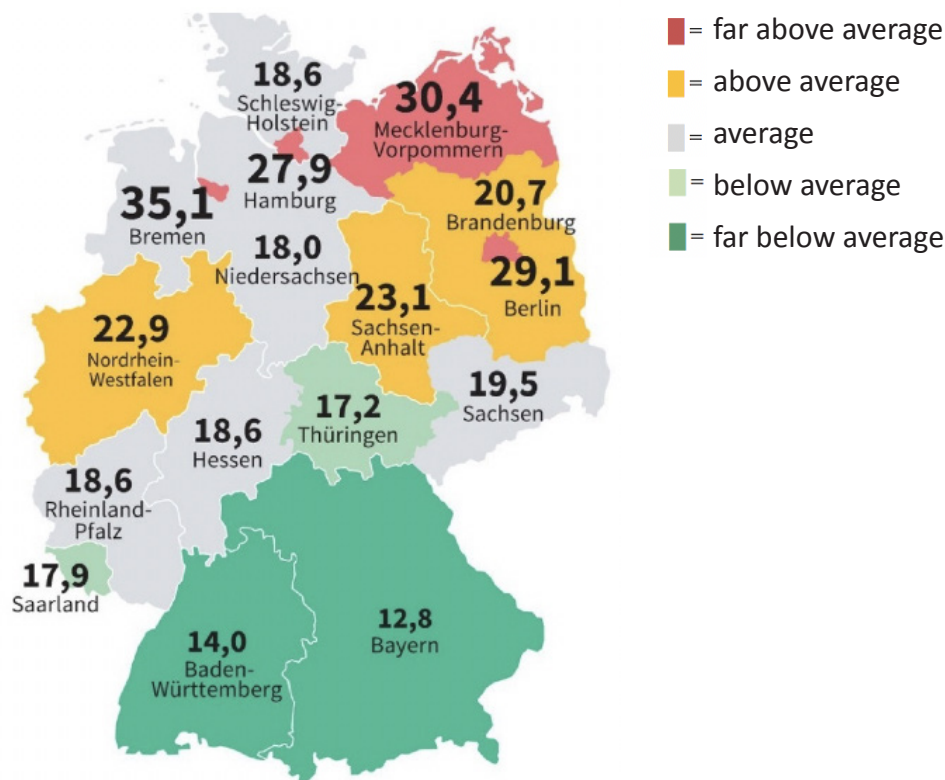 = far above average
= above average
= average
= below average
= far below average
18,6
Schleswig-
Holstein
30,4
Mecklenburg-
Vorpommern
27,9
Hamburg
35,1
Bremen
20,7
Brandenburg
18,0
Niedersachsen
29,1
Berlin
23,1
Sachsen-
Anhalt
22,9
Nordrhein-
Westfalen
19,5
Sachsen
17,2
Thüringen
18,6
Hessen
18,6
Rheinland-
Pfalz
17,9
Saarland
12,8
Bayern
14,0
Baden-
Württemberg